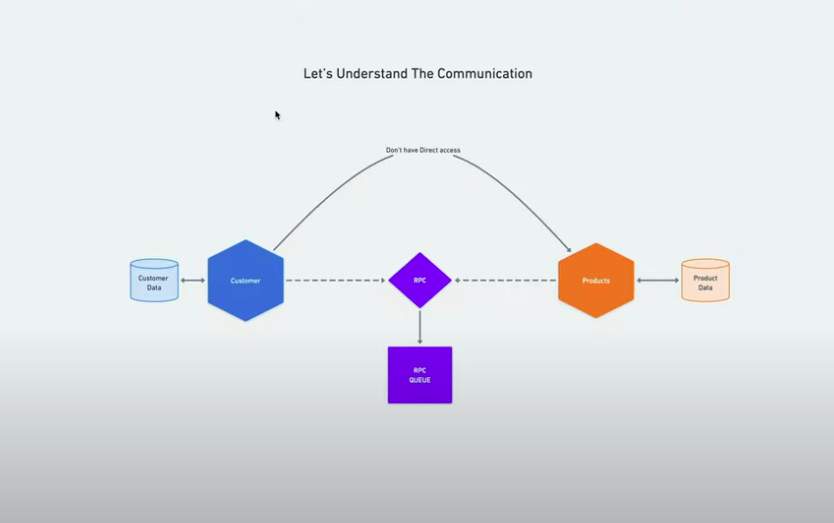 Let's Understand The Communication
Don't have Direct access
Customer
Data
Customer
RPC
Products
Product
Data
RPC
QUEUE